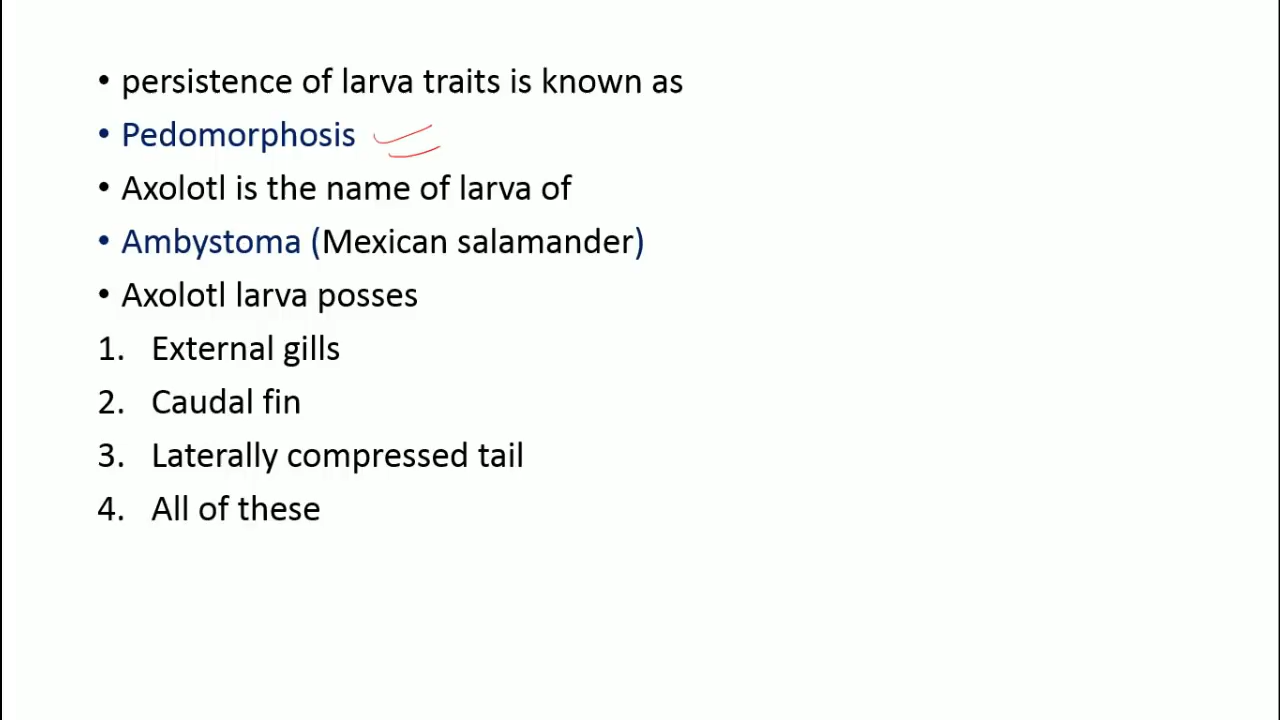 • persistence of larva traits is known as
• Pedomorphosis
• Axolotl is the name of larva of
• Ambystoma (Mexican salamander)
• Axolotl larva posses
1. External gills
2. Caudal fin
3. Laterally compressed tail
4. All of these